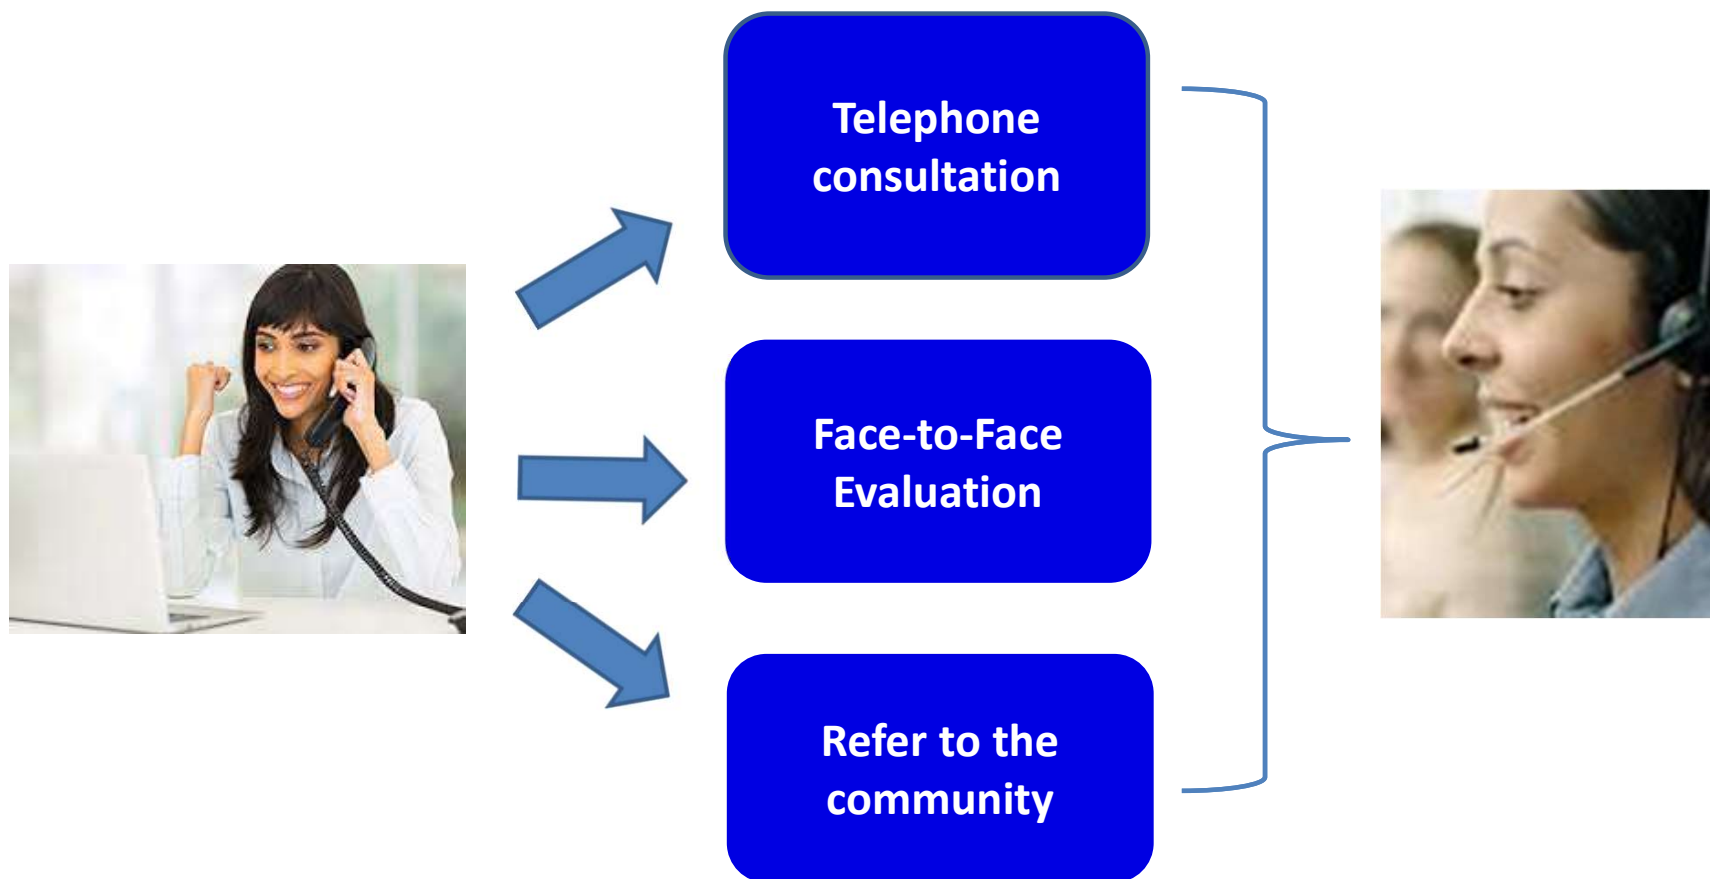 Telephone
consultation
Face-to-Face
Evaluation
Refer to the
community